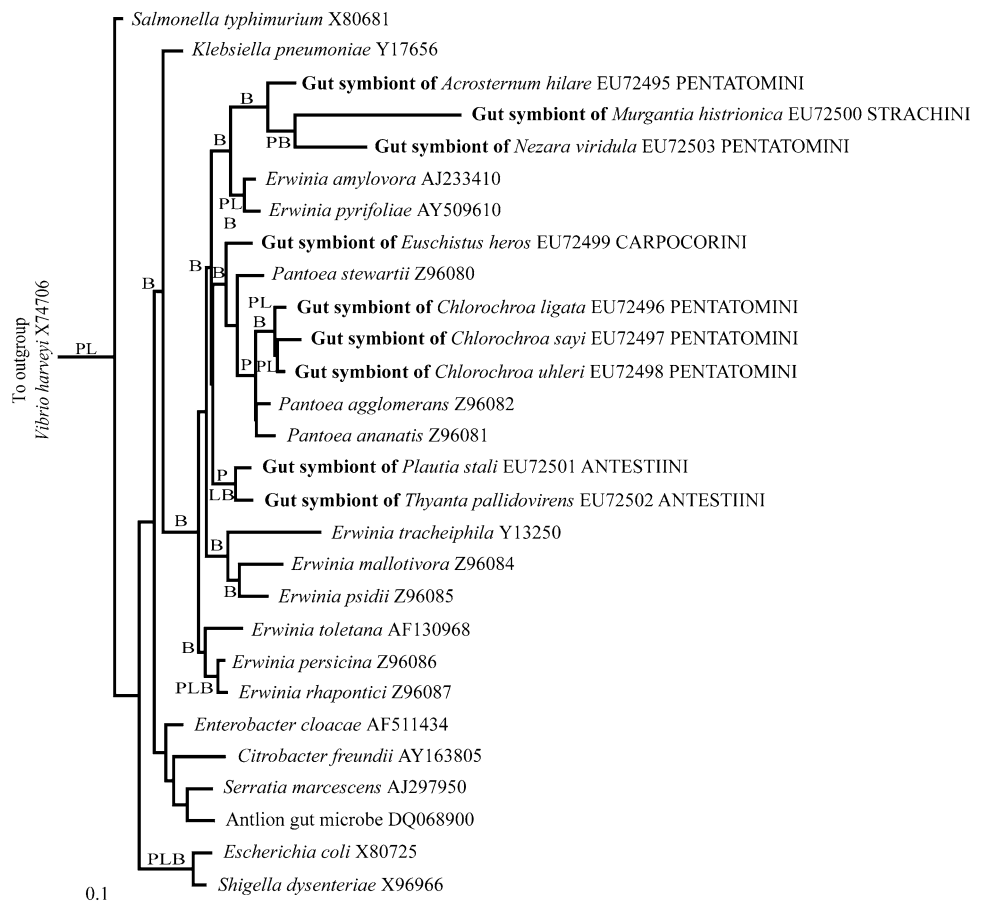 Salmonella typhimurium X80681
Klebsiella pneumoniae Y17656
Gut symbiont of Acrosternum hilare EU72495 PENTATOMINI
B
Gut symbiont of Murgantia histrionica EU72500 STRACHINI
B
PB
Gut symbiont of Nezara viridula EU72503 PENTATOMINI
Erwinia amylovora AJ233410
PL
Erwinia pyrifoliae AY509610
B
Gut symbiont of Euschistus heros EU72499 CARPOCORINI
B
B
Pantoea stewartii Z96080
B
PL
Gut symbiont of Chlorochroa ligata EU72496 PENTATOMINI
B
Gut symbiont of Chlorochroa sayi EU72497 PENTATOMINI
To outgroup
Vibrio harveyi X74706
PL
P
PL
Gut symbiont of Chlorochroa uhleri EU72498 PENTATOMINI
Pantoea agglomerans Z96082
Pantoea ananatis Z96081
Gut symbiont of Plautia stali EU72501 ANTESTIINI
P
LB
Gut symbiont of Thyanta pallidovirens EU72502 ANTESTIINI
B
Erwinia tracheiphila Y13250
B
Erwinia mallotivora Z96084
B
Erwinia psidii Z96085
Erwinia toletana AF130968
B
Erwinia persicina Z96086
PLB
Erwinia rhapontici Z96087
Enterobacter cloacae AF511434
Citrobacter freundii AY163805
Serratia marcescens AJ297950
Antlion gut microbe DQ068900
PLB
Escherichia coli X80725
Shigella dysenteriae X96966
0.1